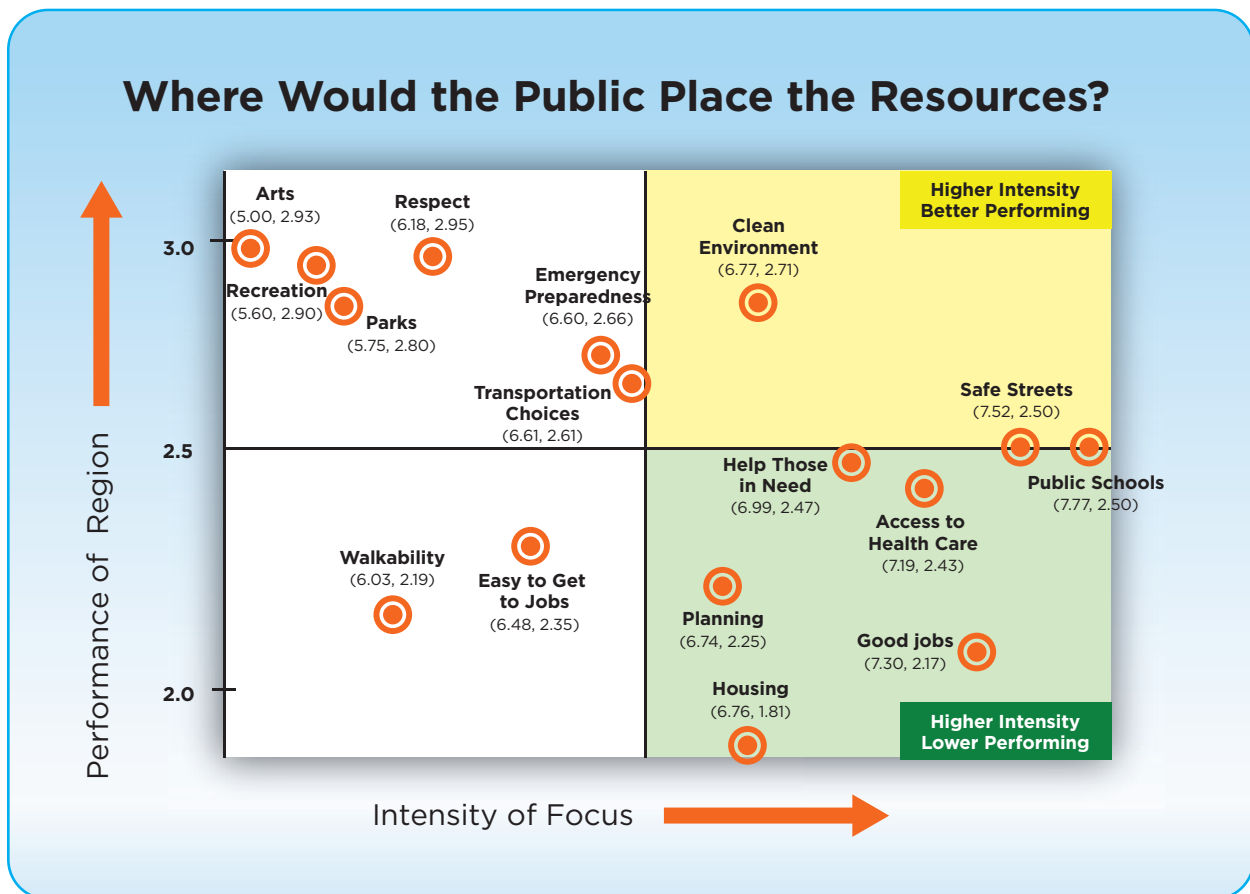 Where Would the Public Place the Resources?
Performance of Region
3.0
2.5
2.0
Arts
(5.00, 2.93)
Respect
(6.18, 2.95)
Recreation
(5.60, 2.90)
Parks
(5.75, 2.80)
Emergency
Preparedness
(6.60, 2.66)
Transportation
Choices
(6.61, 2.61)
Higher Intensity
Better Performing
Clean
Environment
(6.77, 2.71)
Safe Streets
(7.52, 2.50)
Public Schools
(7.77, 2.50)
Help Those
in Need
(6.99, 2.47)
Access to
Health Care
(7.19, 2.43)
Walkability
(6.03, 2.19)
Easy to Get
to Jobs
(6.48, 2.35)
Planning
(6.74, 2.25)
Good jobs
(7.30, 2.17)
Housing
(6.76, 1.81)
Higher Intensity
Lower Performing
Intensity of Focus